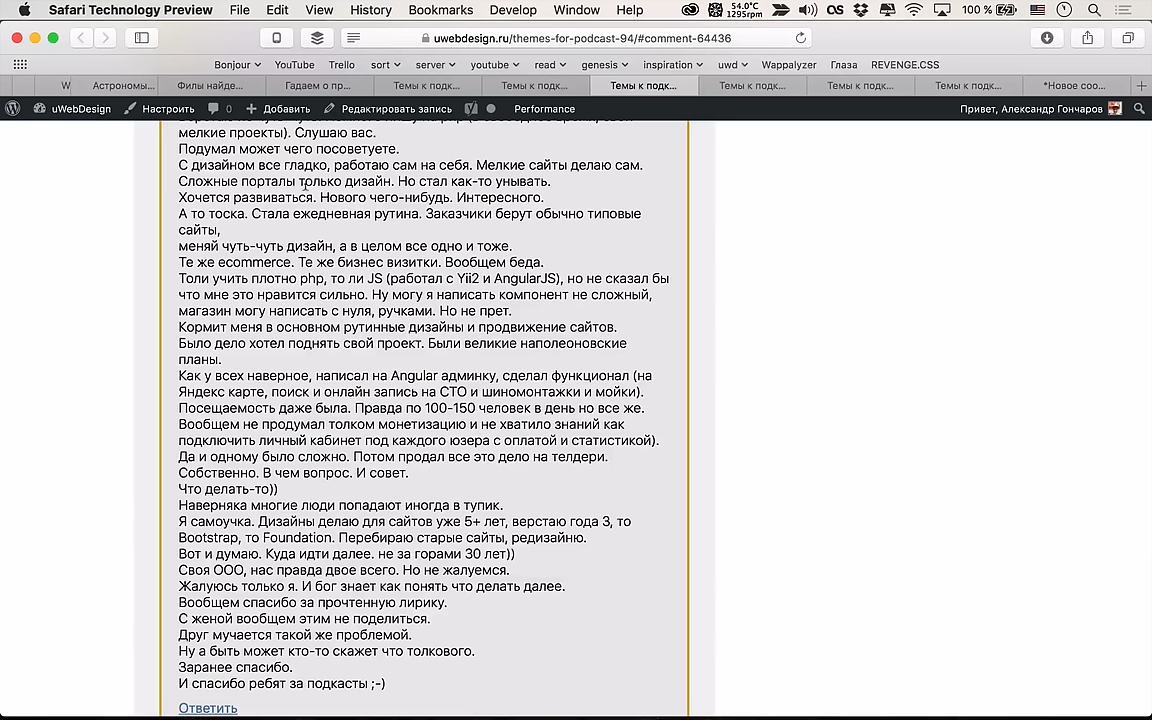 Safari Technology Preview File Edit View History Bookmarks Develop Window Help 54.0°C 1295rpm 100 %
uwebdesign.ru/themes-for-podcast-94/#comment-64436
Bonjour YouTube Trello sort server youtube read genesis inspiration uwd Wappalyzer Глаза REVENGE.CSS
W Астрономы... Филы найде... Гадаем о пр... Темы к подк... Темы к подк... Темы к подк... Темы к подк... Темы к подк... Темы к подк... *Новое соо...
uWebDesign Настроить 0 Добавить Редактировать запись Performance Привет, Александр Гончаров
мелкие проекты). Слушаю вас.
Подумал может чего посоветуете.
С дизайном все гладко, работаю сам на себя. Мелкие сайты делаю сам.
Сложные порталы только дизайн. Но стал как-то унывать.
Хочется развиваться. Нового чего-нибудь. Интересного.
А то тоска. Стала ежедневная рутина. Заказчики берут обычно типовые
сайты,
меняй чуть-чуть дизайн, а в целом все одно и тоже.
Те же ecommerce. Те же бизнес визитки. Вообщем беда.
Толи учить плотно php, то ли JS (работал с Yii2 и AngularJS), но не сказал бы
что мне это нравится сильно. Ну могу я написать компонент не сложный,
магазин могу написать с нуля, ручками. Но не прет.
Кормит меня в основном рутинные дизайны и продвижение сайтов.
Было дело хотел поднять свой проект. Были великие наполеоновские
планы.
Как у всех наверное, написал на Angular админку, сделал функционал (на
Яндекс карте, поиск и онлайн запись на СТО и шиномонтажки и мойки).
Посещаемость даже была. Правда по 100-150 человек в день но все же.
Вообщем не продумал толком монетизацию и не хватило знаний как
подключить личный кабинет под каждого юзера с оплатой и статистикой).
Да и одному было сложно. Потом продал все это дело на телдери.
Собственно. В чем вопрос. И совет.
Что делать-то))
Наверняка многие люди попадают иногда в тупик.
Я самоучка. Дизайны делаю для сайтов уже 5+ лет, верстаю года 3, то
Bootstrap, то Foundation. Перебираю старые сайты, редизайню.
Вот и думаю. Куда идти далее. не за горами 30 лет))
Своя ООО, нас правда двое всего. Но не жалуемся.
Жалуюсь только я. И бог знает как понять что делать далее.
Вообщем спасибо за прочтенную лирику.
С женой вообщем этим не поделиться.
Друг мучается такой же проблемой.
Ну а быть может кто-то скажет что толкового.
Заранее спасибо.
И спасибо ребят за подкасты ;-)
Ответить